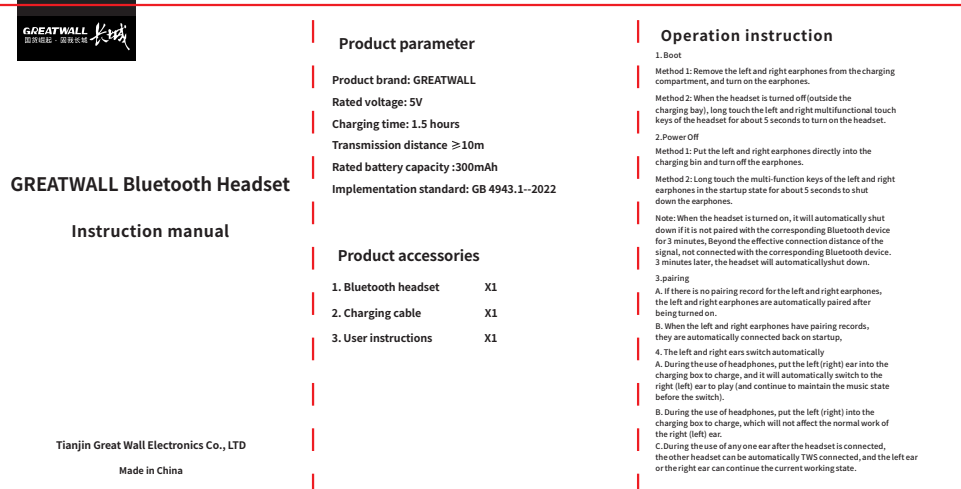 GREATWALL
国货崛起·固我长城
长城
GREATWALL Bluetooth Headset
Instruction manual
Tianjin Great Wall Electronics Co., LTD
Made in China
Product parameter
Product brand: GREATWALL
Rated voltage: 5V
Charging time: 1.5 hours
Transmission distance ≥10m
Rated battery capacity :300mAh
Implementation standard: GB 4943.1--2022
Product accessories
1. Bluetooth headset X1
2. Charging cable X1
3. User instructions X1
Operation instruction
1. Boot
Method 1: Remove the left and right earphones from the charging
compartment, and turn on the earphones.
Method 2: When the headset is turned off (outside the
charging bay), long touch the left and right multifunctional touch
keys of the headset for about 5 seconds to turn on the headset.
2.Power Off
Method 1: Put the left and right earphones directly into the
charging bin and turn off the earphones.
Method 2: Long touch the multi-function keys of the left and right
earphones in the startup state for about 5 seconds to shut
down the earphones.
Note: When the headset is turned on, it will automatically shut
down if it is not paired with the corresponding Bluetooth device
for 3 minutes, Beyond the effective connection distance of the
signal, not connected with the corresponding Bluetooth device.
3 minutes later, the headset will automaticallyshut down.
3.pairing
A. If there is no pairing record for the left and right earphones,
the left and right earphones are automatically paired after
being turned on.
B. When the left and right earphones have pairing records,
they are automatically connected back on startup,
4. The left and right ears switch automatically
A. During the use of headphones, put the left (right) ear into the
charging box to charge, and it will automatically switch to the
right (left) ear to play (and continue to maintain the music state
before the switch).
B. During the use of headphones, put the left (right) into the
charging box to charge, which will not affect the normal work of
the right (left) ear.
C.During the use of any one ear after the headset is connected,
the other headset can be automatically TWS connected, and the left ear
or the right ear can continue the current working state.